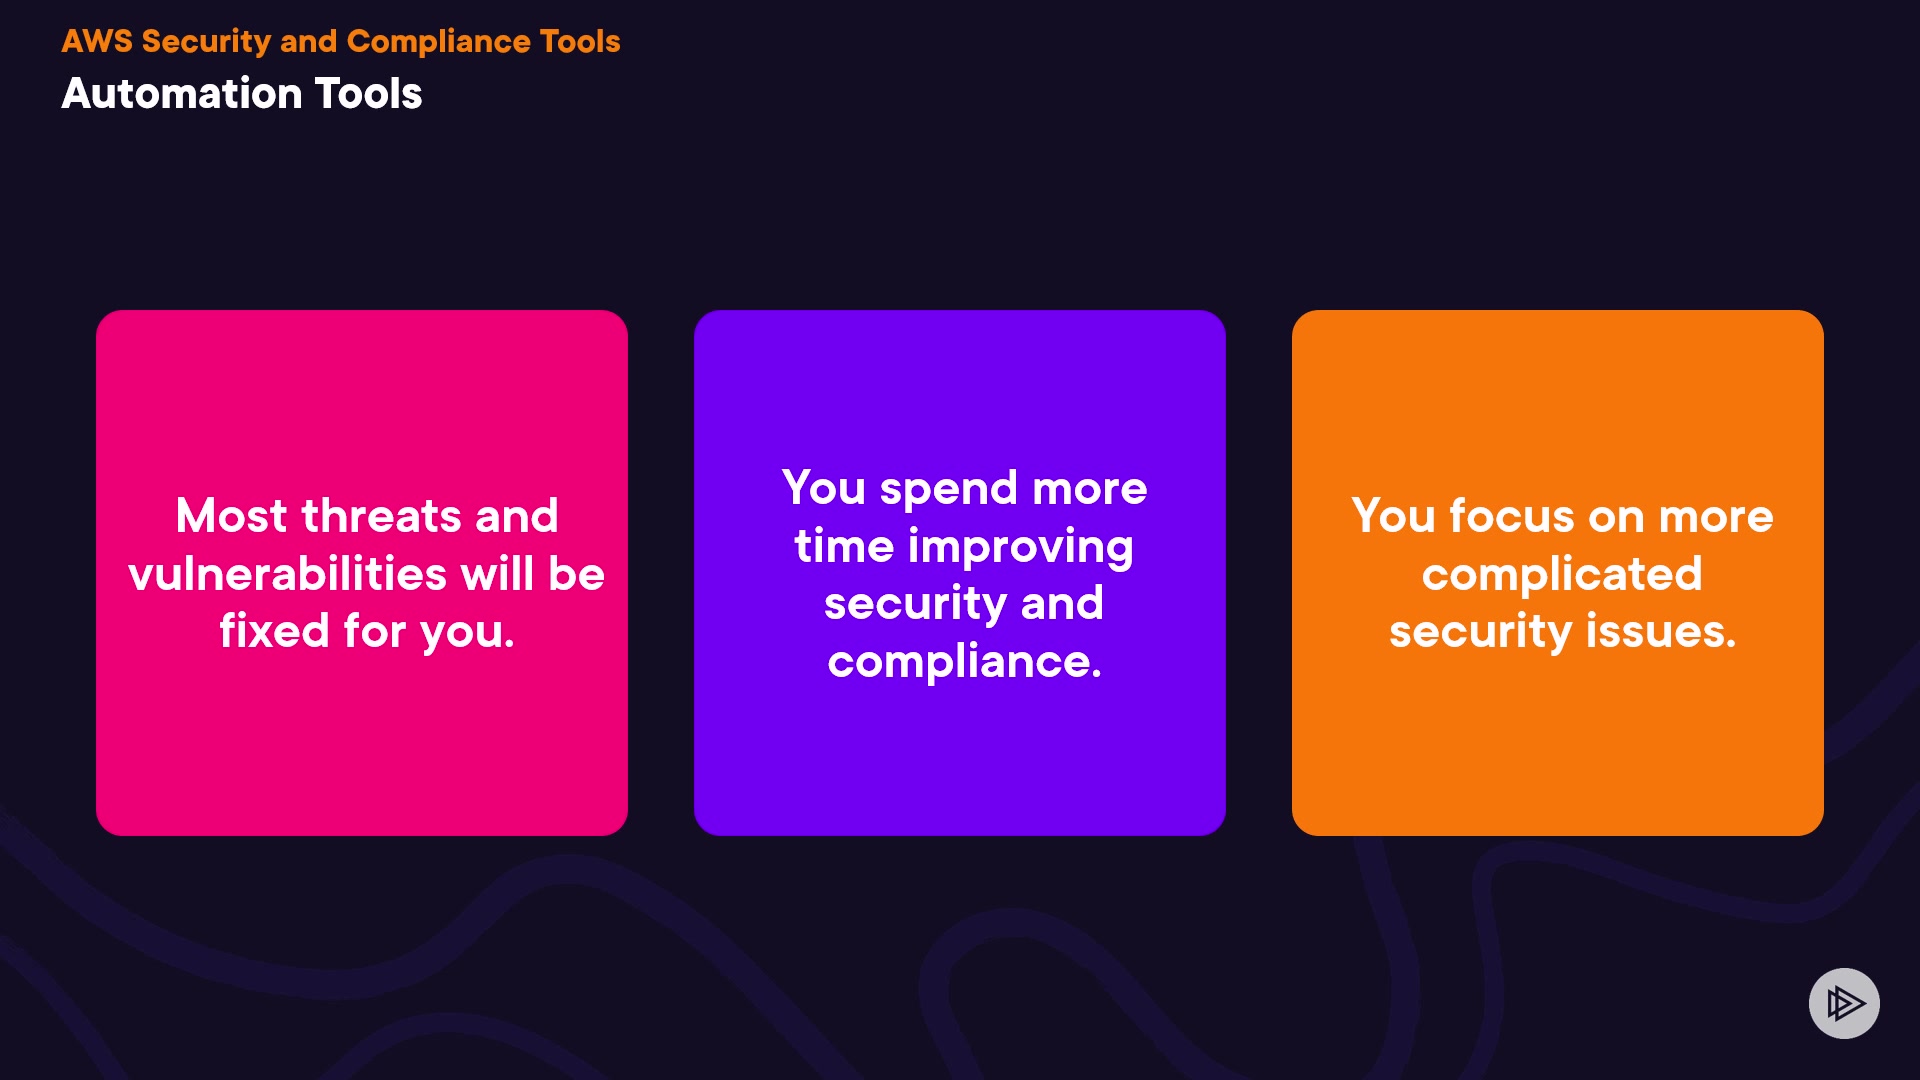 AWS Security and Compliance Tools
Automation Tools
Most threats and
vulnerabilities will be
fixed for you.
You spend more
time improving
security and
compliance.
You focus on more
complicated
security issues.